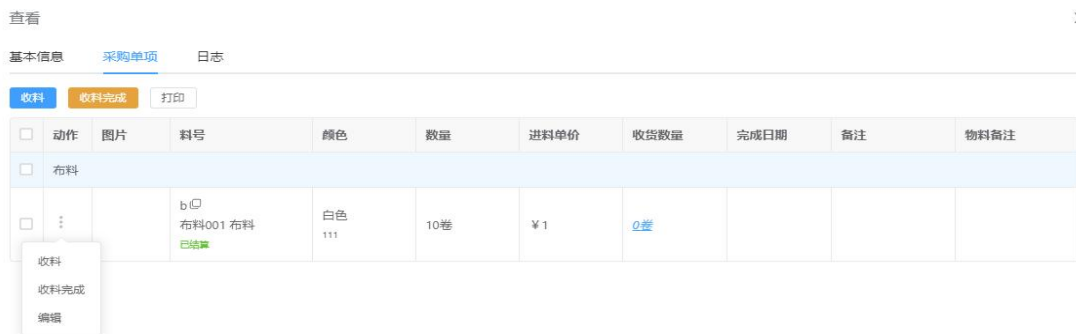 查看
基本信息 采购单项 日志
收料 收料完成 打印
动作 图片 料号 颜色 数量 进料单价 收货数量 完成日期 备注 物料备注
布料
b
布料001 布料
已结算
白色
111
10卷 ￥1 0卷
收料
收料完成
编辑